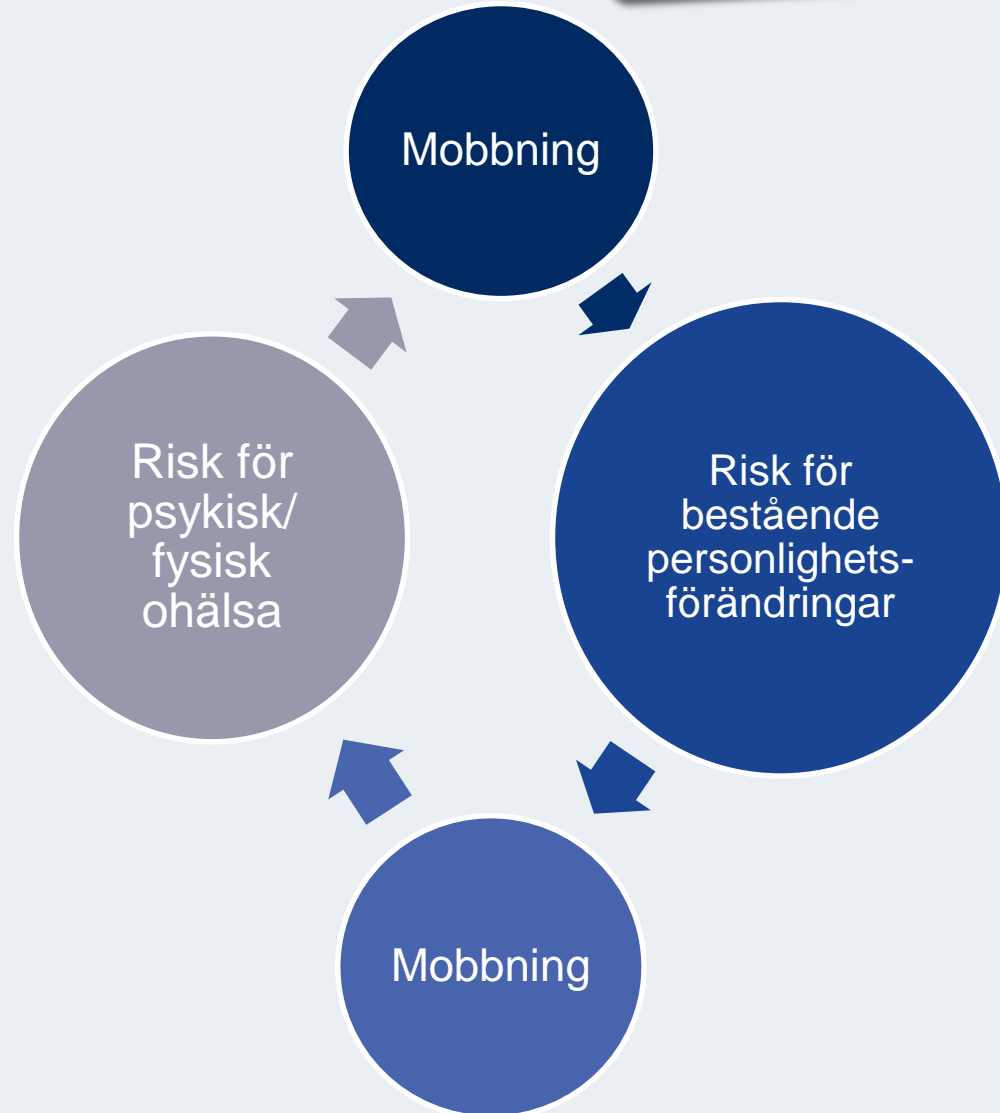 Mobbning
Risk för
bestående
personlighets-
förändringar
Mobbning
Risk för
psykisk/
fysisk
ohälsa